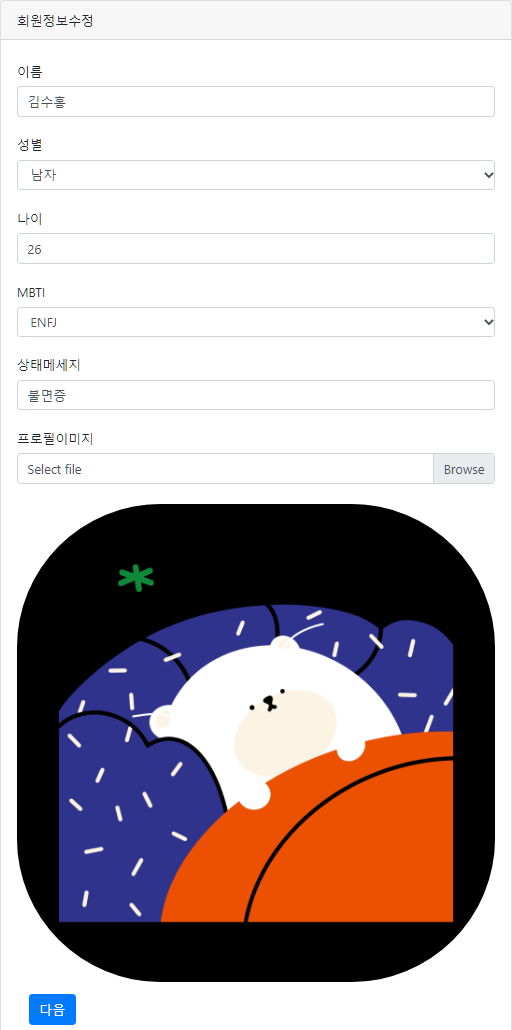 회원정보수정
이름
김수홍
성별
남자
나이
26
MBTI
ENFJ
상태메세지
불면증
프로필이미지
Select file Browse
다음